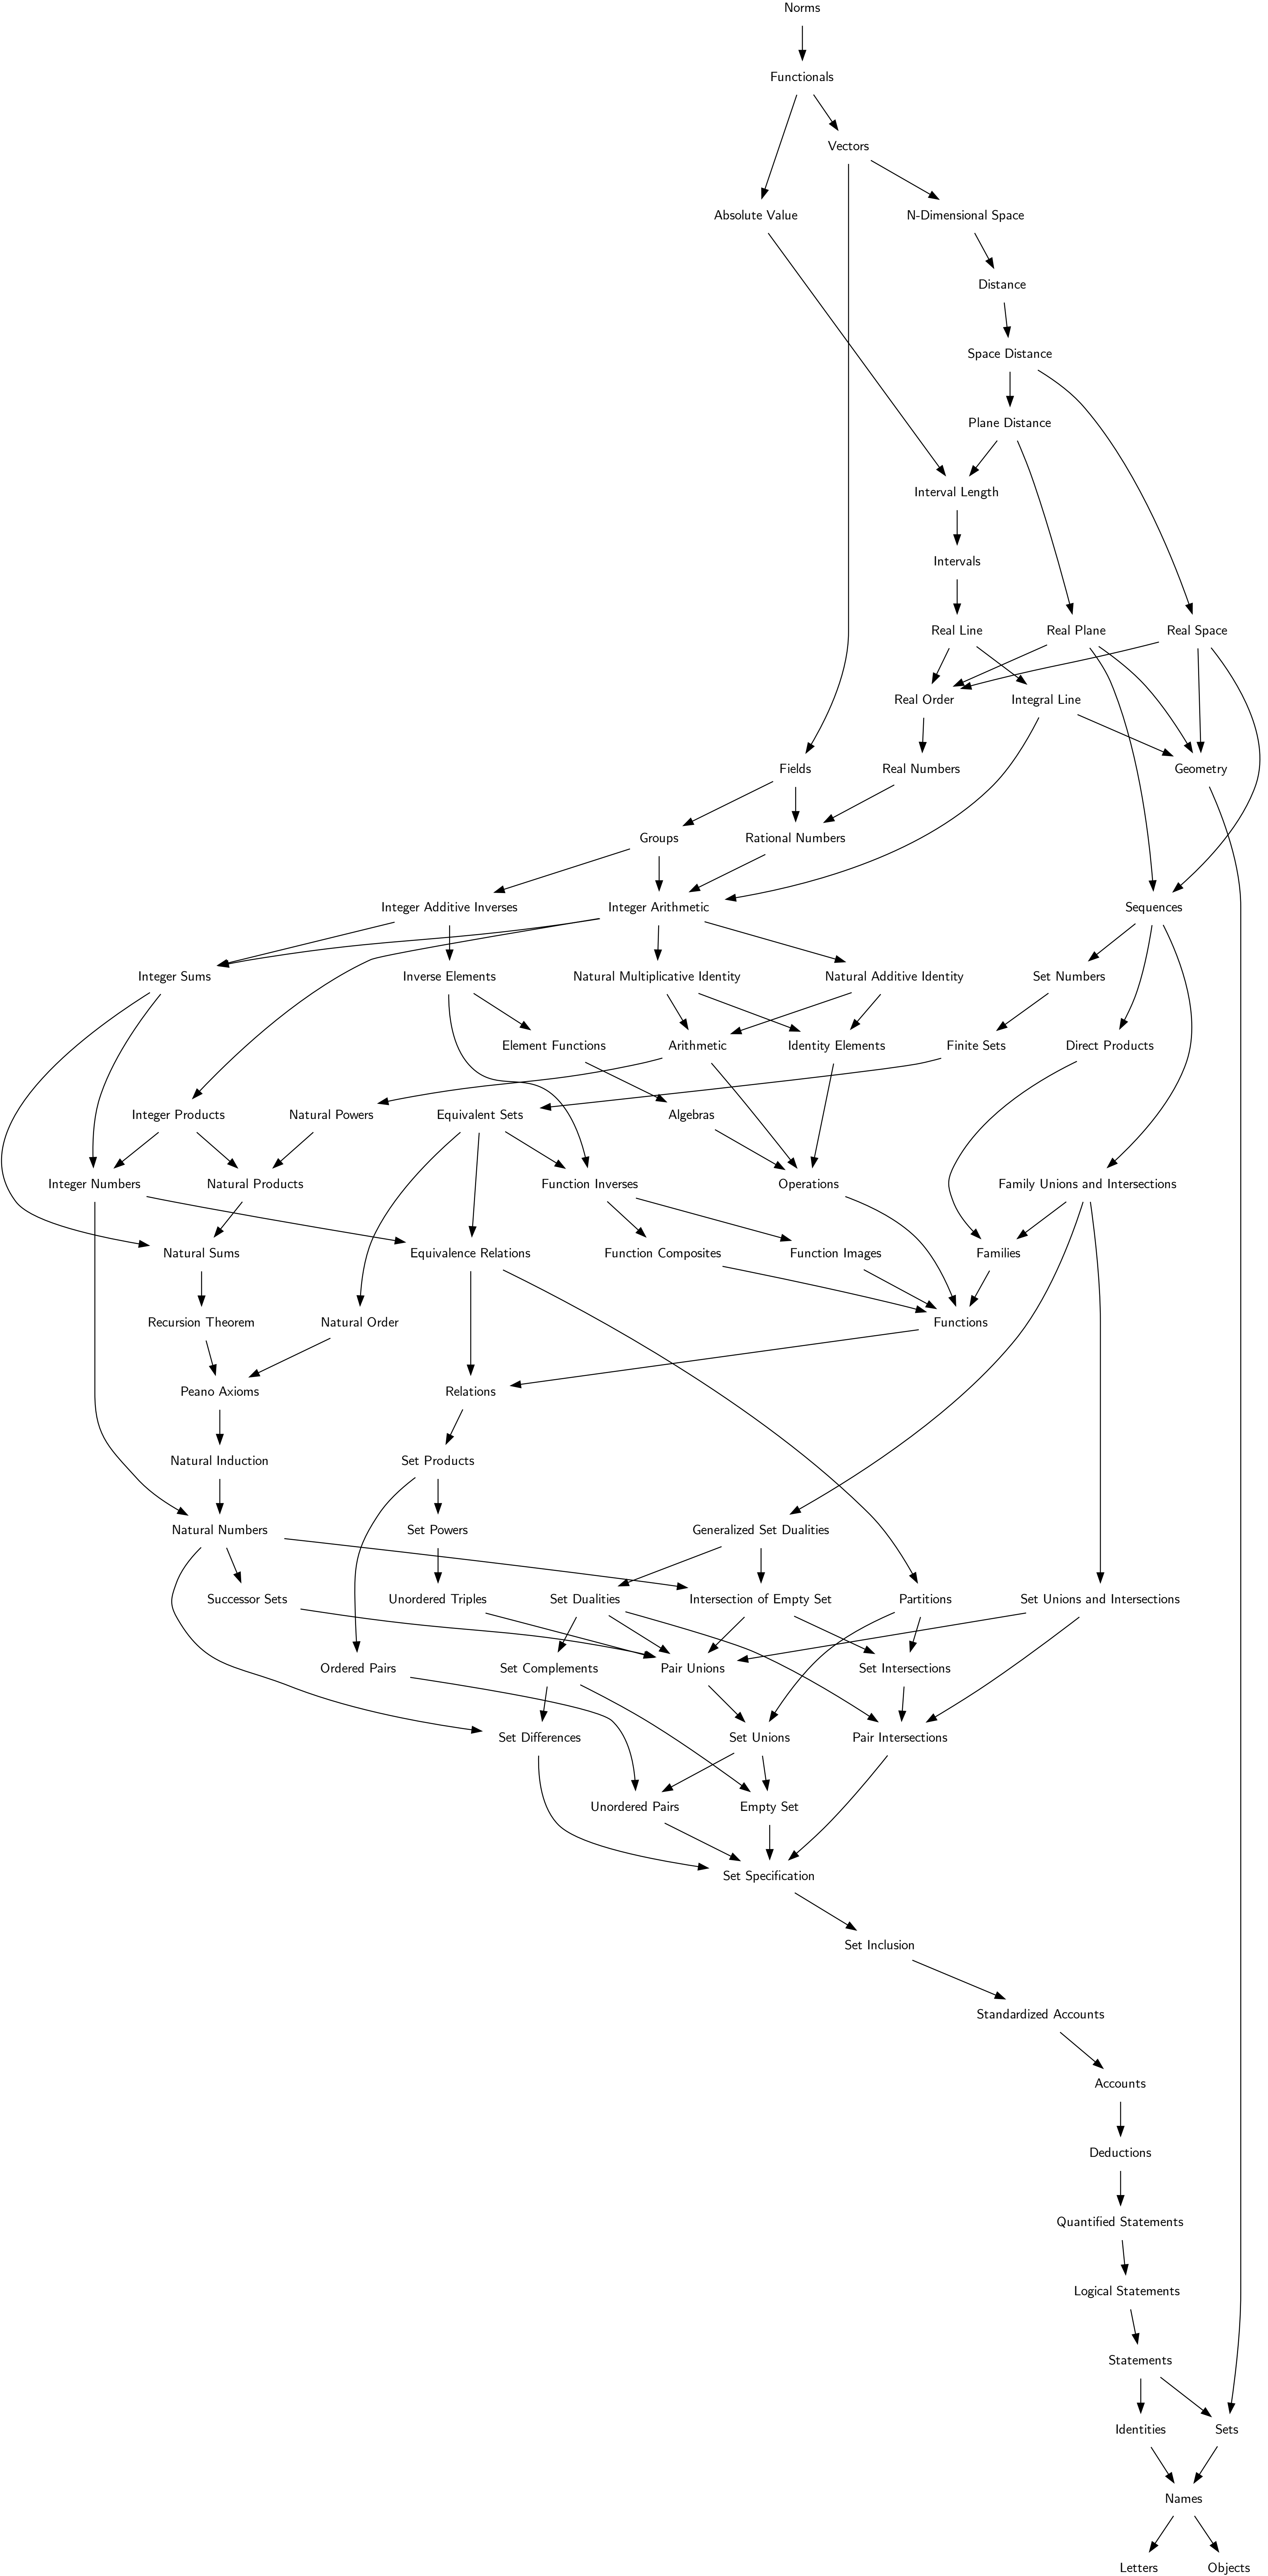 Norms
Functionals
Vectors
Absolute Value
N-Dimensional Space
Distance
Space Distance
Plane Distance
Interval Length
Intervals
Real Line
Real Plane
Real Space
Real Order
Integral Line
Fields
Real Numbers
Geometry
Groups
Rational Numbers
Integer Additive Inverses
Integer Arithmetic
Sequences
Integer Sums
Inverse Elements
Natural Multiplicative Identity
Natural Additive Identity
Set Numbers
Element Functions
Arithmetic
Identity Elements
Finite Sets
Direct Products
Integer Products
Natural Powers
Equivalent Sets
Algebras
Integer Numbers
Natural Products
Function Inverses
Operations
Family Unions and Intersections
Natural Sums
Equivalence Relations
Function Composites
Function Images
Families
Recursion Theorem
Natural Order
Functions
Peano Axioms
Relations
Natural Induction
Set Products
Natural Numbers
Set Powers
Generalized Set Dualities
Successor Sets
Unordered Triples
Set Dualities
Intersection of Empty Set
Partitions
Set Unions and Intersections
Ordered Pairs
Set Complements
Pair Unions
Set Intersections
Set Differences
Set Unions
Pair Intersections
Unordered Pairs
Empty Set
Set Specification
Set Inclusion
Standardized Accounts
Accounts
Deductions
Quantified Statements
Logical Statements
Statements
Identities
Sets
Names
Letters
Objects